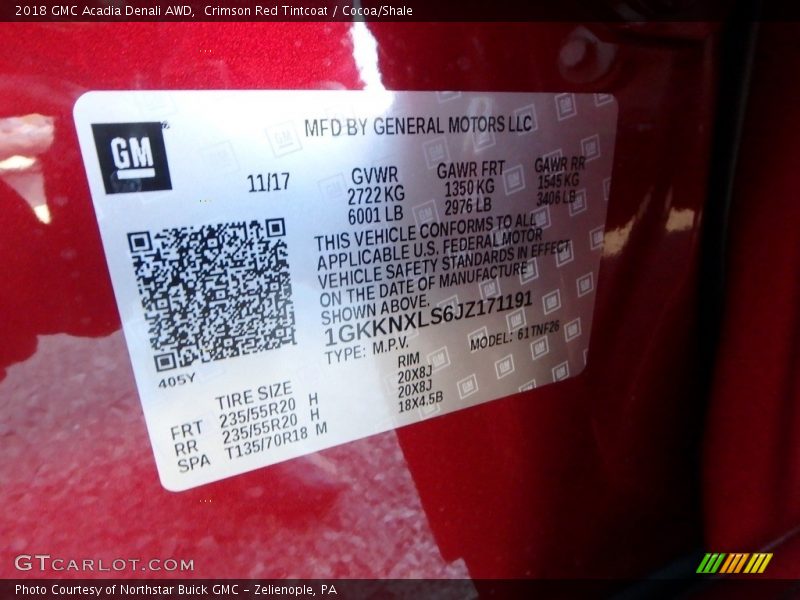 2018 GMC Acadia Denali AWD,  Crimson Red Tintcoat / Cocoa/Shale
GM
MFD BY GENERAL MOTORS LLC
11/17
GVWR GAWR FRT GAWR RR
2722 KG 1350 KG 1545 KG
6001 LB 2976 LB 3406 LB
THIS VEHICLE CONFORMS TO ALL
APPLICABLE U.S. FEDERAL MOTOR
VEHICLE SAFETY STANDARDS IN EFFECT
ON THE DATE OF MANUFACTURE
SHOWN ABOVE.
1GKKNXLS6JZ171191
TYPE: M.P.V. MODEL: 61TNF26
405Y
TIRE SIZE RIM
FRT 235/55R20 H 20X8J
RR 235/55R20 H 20X8J
SPA T135/70R18 M 18X4.5B
GTCARLOT.COM
Photo Courtesy of Northstar Buick GMC – Zelienople, PA